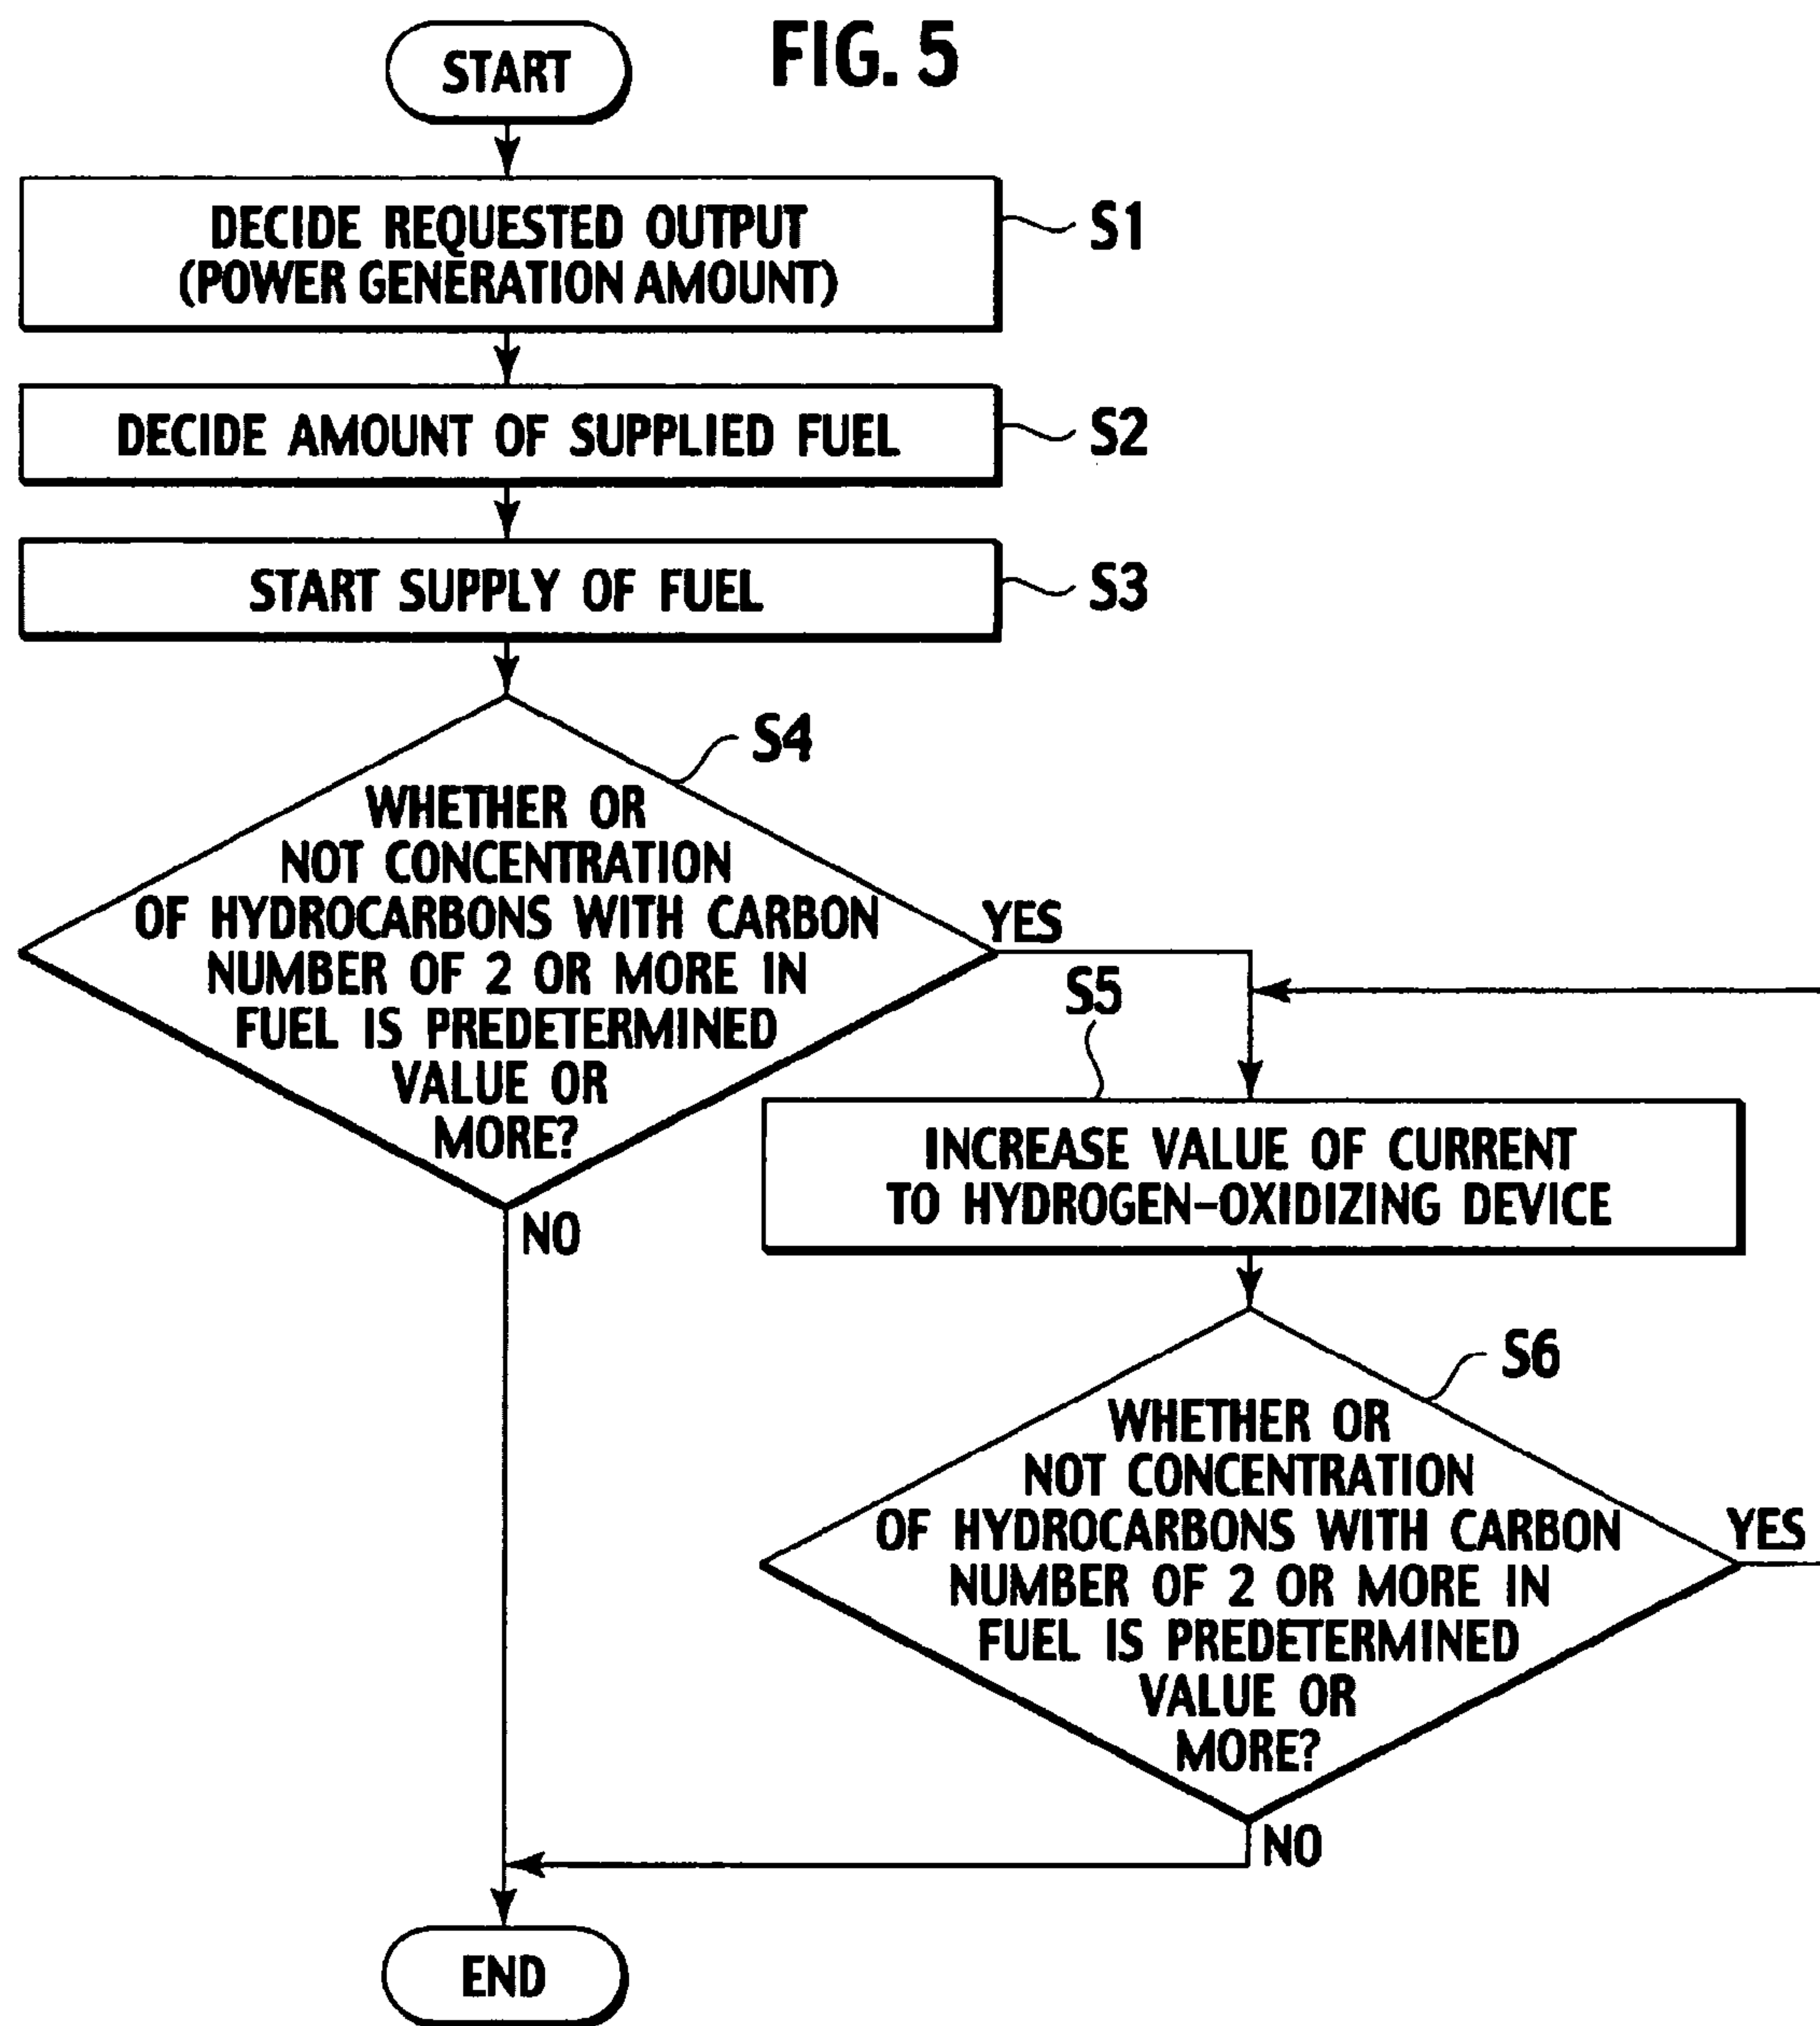 FIG. 5
START
DECIDE REQUESTED OUTPUT
(POWER GENERATION AMOUNT)
S1
DECIDE AMOUNT OF SUPPLIED FUEL
S2
START SUPPLY OF FUEL
S3
S4
WHETHER OR
NOT CONCENTRATION
OF HYDROCARBONS WITH CARBON
NUMBER OF 2 OR MORE IN
FUEL IS PREDETERMINED
VALUE OR
MORE?
YES
NO
S5
INCREASE VALUE OF CURRENT
TO HYDROGEN-OXIDIZING DEVICE
S6
WHETHER OR
NOT CONCENTRATION
OF HYDROCARBONS WITH CARBON
NUMBER OF 2 OR MORE IN
FUEL IS PREDETERMINED
VALUE OR
MORE?
YES
NO
END